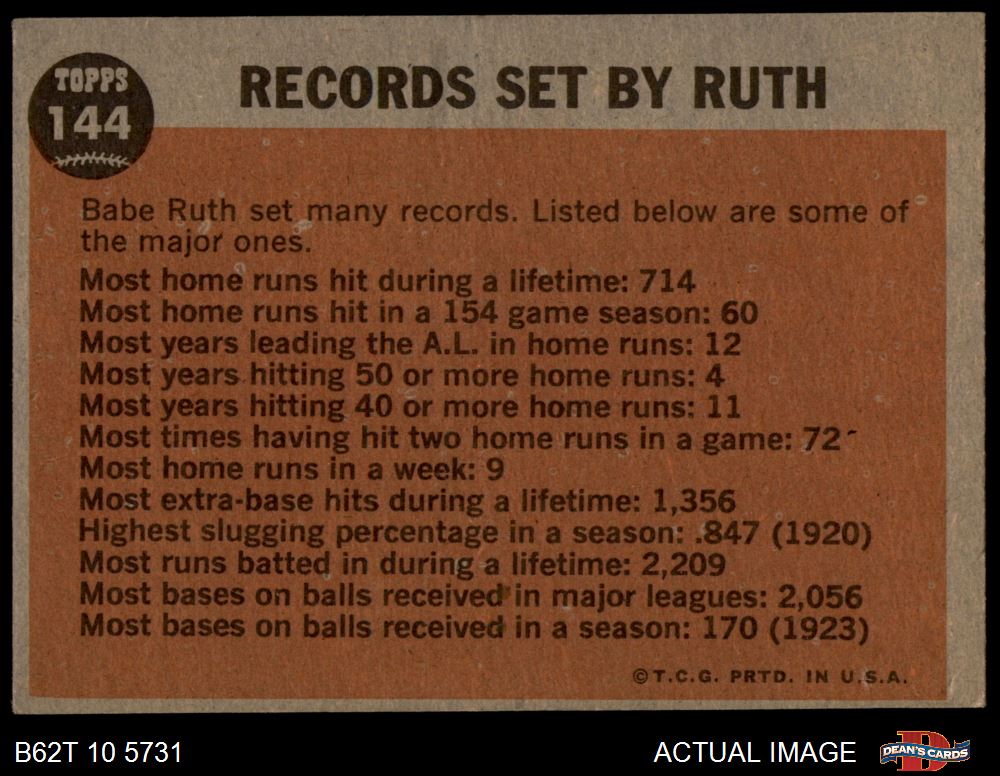 TOPPS
144
RECORDS SET BY RUTH
Babe Ruth set many records. Listed below are some of
the major ones.
Most home runs hit during a lifetime: 714
Most home runs hit in a 154 game season: 60
Most years leading the A.L. in home runs: 12
Most years hitting 50 or more home runs: 4
Most years hitting 40 or more home runs: 11
Most times having hit two home runs in a game: 72
Most home runs in a week: 9
Most extra-base hits during a lifetime: 1,356
Highest slugging percentage in a season: .847 (1920)
Most runs batted in during a lifetime: 2,209
Most bases on balls received in major leagues: 2,056
Most bases on balls received in a season: 170 (1923)
©T.C.G. PRTD. IN U.S.A.
B62T 10 5731 ACTUAL IMAGE D DEAN'S CARDS